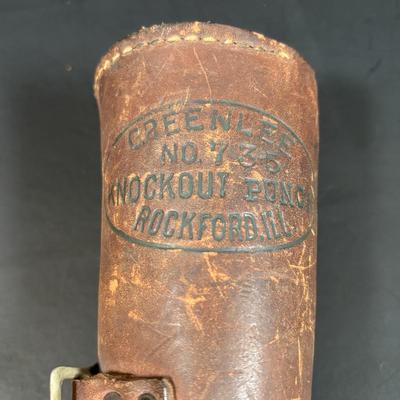 GREENLEE
NO. 735
KNOCKOUT PUNCH
ROCKFORD, ILL.